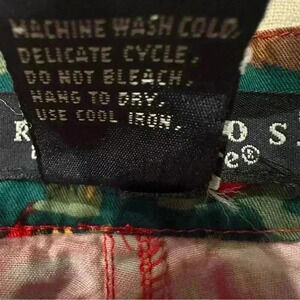 MACHINE WASH COLD,
DELICATE CYCLE,
DO NOT BLEACH,
HANG TO DRY,
USE COOL IRON,